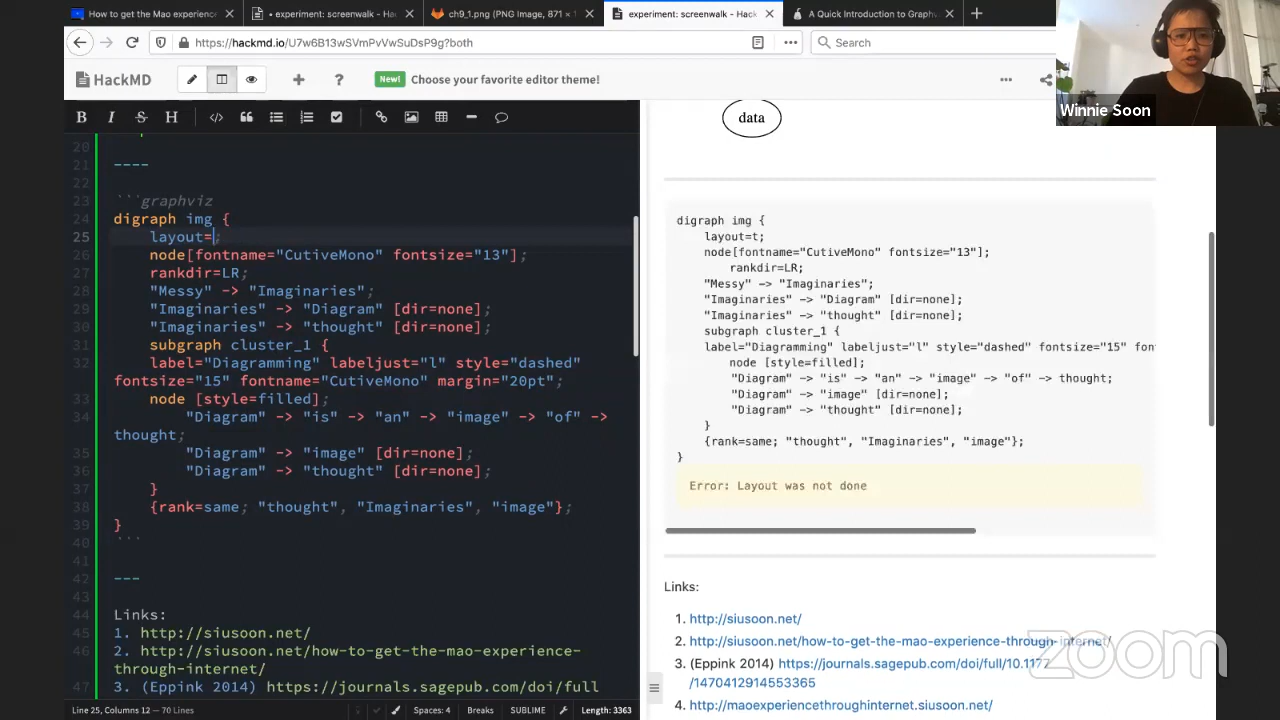 How to get the Mao experience
• experiment: screenwalk - Hack
ch9_1.png (PNG Image, 871 × 1
experiment: screenwalk - Hack
A Quick Introduction to Graphv
https://hackmd.io/U7w6B13wSVmPvVwSuDsP9g?both
Search
HackMD
New! Choose your favorite editor theme!
Winnie Soon
B I S H
20
21 ----
22
23 ```graphviz
24 digraph img {
25 layout=;
26 node[fontname="CutiveMono" fontsize="13"];
27 rankdir=LR;
28 "Messy" -> "Imaginaries";
29 "Imaginaries" -> "Diagram" [dir=none];
30 "Imaginaries" -> "thought" [dir=none];
31 subgraph cluster_1 {
32 label="Diagramming" labeljust="l" style="dashed"
fontsize="15" fontname="CutiveMono" margin="20pt";
33 node [style=filled];
34 "Diagram" -> "is" -> "an" -> "image" -> "of" ->
thought;
35 "Diagram" -> "image" [dir=none];
36 "Diagram" -> "thought" [dir=none];
37 }
38 {rank=same; "thought", "Imaginaries", "image"};
39 }
40 ```
41
42 ---
43
44 Links:
45 1. http://siusoon.net/
46 2. http://siusoon.net/how-to-get-the-mao-experience-
through-internet/
47 3. (Eppink 2014) https://journals.sagepub.com/doi/full
Line 25, Columns 12 — 70 Lines
Spaces: 4
Breaks
SUBLIME
Length: 3363
data
digraph img {
layout=t;
node[fontname="CutiveMono" fontsize="13"];
rankdir=LR;
"Messy" -> "Imaginaries";
"Imaginaries" -> "Diagram" [dir=none];
"Imaginaries" -> "thought" [dir=none];
subgraph cluster_1 {
label="Diagramming" labeljust="l" style="dashed" fontsize="15" for
node [style=filled];
"Diagram" -> "is" -> "an" -> "image" -> "of" -> thought;
"Diagram" -> "image" [dir=none];
"Diagram" -> "thought" [dir=none];
}
{rank=same; "thought", "Imaginaries", "image"};
}
Error: Layout was not done
Links:
1. http://siusoon.net/
2. http://siusoon.net/how-to-get-the-mao-experience-through-internet/
3. (Eppink 2014) https://journals.sagepub.com/doi/full/10.1177
/1470412914553365
4. http://maoexperiencethroughinternet.siusoon.net/
zoom